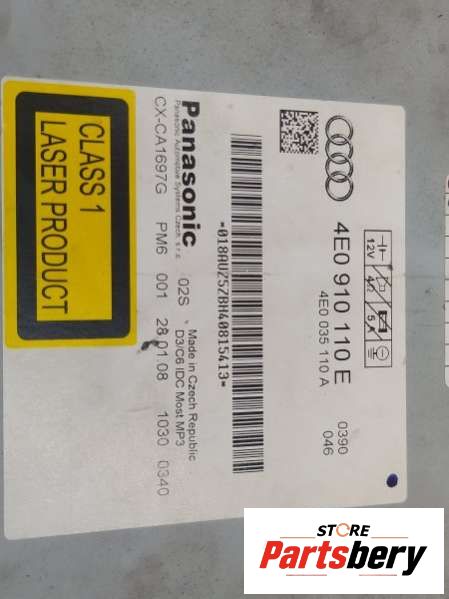 4E0 910 110 E
0390
4E0 035 110 A
046
12V
4Ω
5A
*018AUZ5Z8H40815413*
Panasonic
Panasonic Automotive Systems Czech, s.r.o.
Made in Czech Republic
D3/C6 IDC Most MP3
02S
CX-CA1697G PM6 001 28.01.08 1030 0340
CLASS 1
LASER PRODUCT
STORE
Partsbery